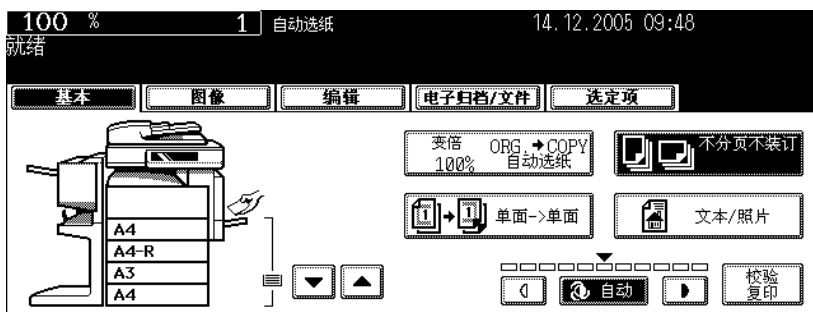 100 % 1 自动选纸 14.12.2005 09:48
就绪
基本 图像 编辑 电子归档/文件 选定项
变倍 ORG.➔COPY
100% 自动选纸
不分页不装订
1➔1 单面->单面
文本/照片
A4
A4-R
A3
A4
自动
校验
复印